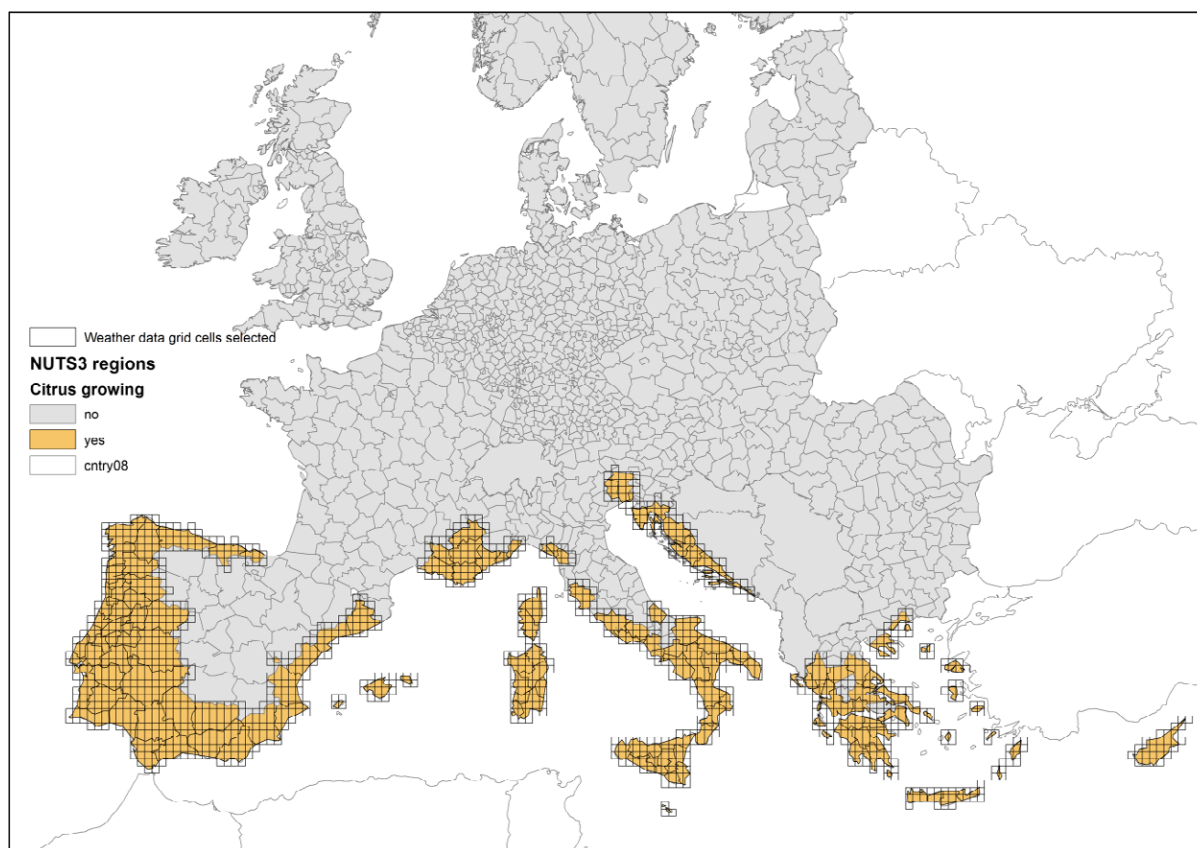 Weather data grid cells selected
NUTS3 regions
Citrus growing
no
yes
cntry08